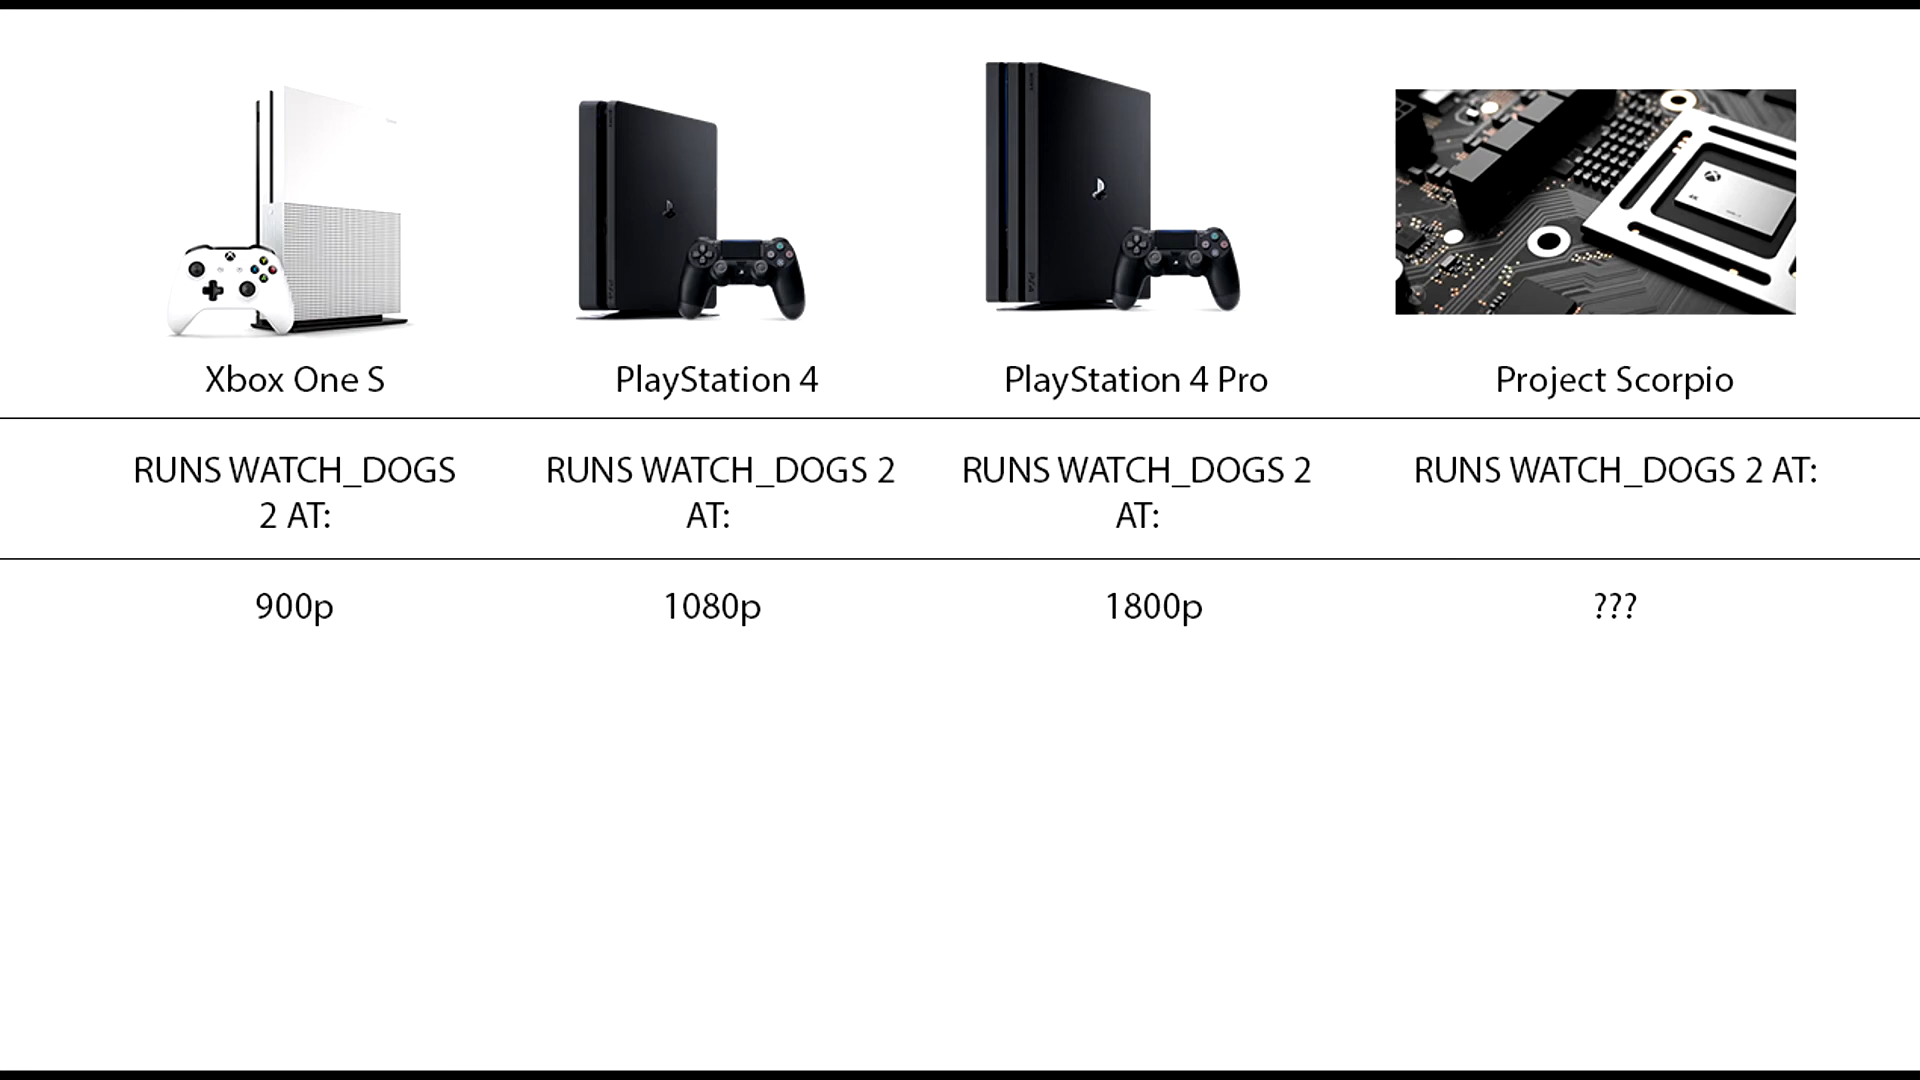 Xbox One S
PlayStation 4
PlayStation 4 Pro
Project Scorpio
RUNS WATCH_DOGS
2 AT:
RUNS WATCH_DOGS 2
AT:
RUNS WATCH_DOGS 2
AT:
RUNS WATCH_DOGS 2 AT:
900p
1080p
1800p
???